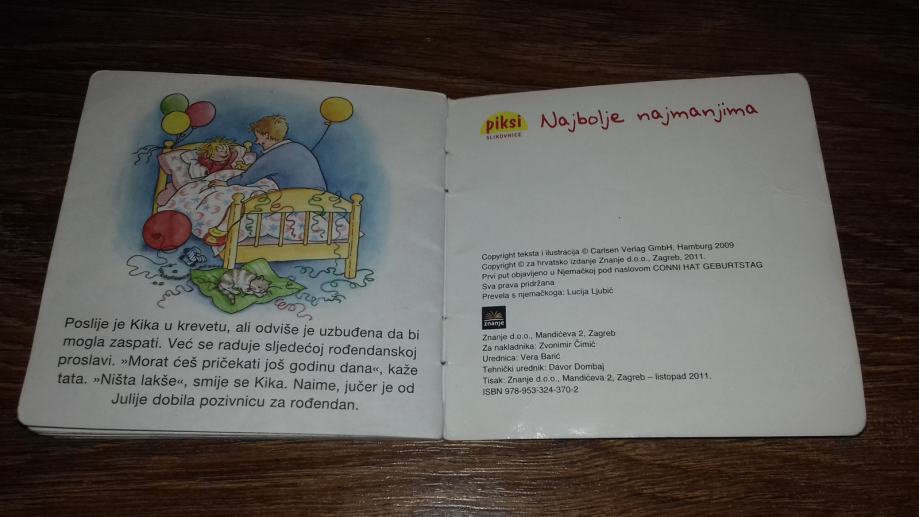 Poslije je Kika u krevetu, ali odviše je uzbuđena da bi
mogla zaspati. Već se raduje sljedećoj rođendanskoj
proslavi. »Morat ćeš pričekati još godinu dana«, kaže
tata. »Ništa lakše«, smije se Kika. Naime, jučer je od
Julije dobila pozivnicu za rođendan.
piksi
SLIKOVNICE
Najbolje najmanjima
Copyright teksta i ilustracija © Carlsen Verlag GmbH, Hamburg 2009
Copyright © za hrvatsko izdanje Znanje d.o.o., Zagreb, 2011.
Prvi put objavljeno u Njemačkoj pod naslovom CONNI HAT GEBURTSTAG
Sva prava pridržana
Prevela s njemačkoga: Lucija Ljubić
znanje
Znanje d.o.o., Mandićeva 2, Zagreb
Za nakladnika: Zvonimir Čimić
Urednica: Vera Barić
Tehnički urednik: Davor Dombaj
Tisak: Znanje d.o.o., Mandićeva 2, Zagreb – listopad 2011.
ISBN 978-953-324-370-2